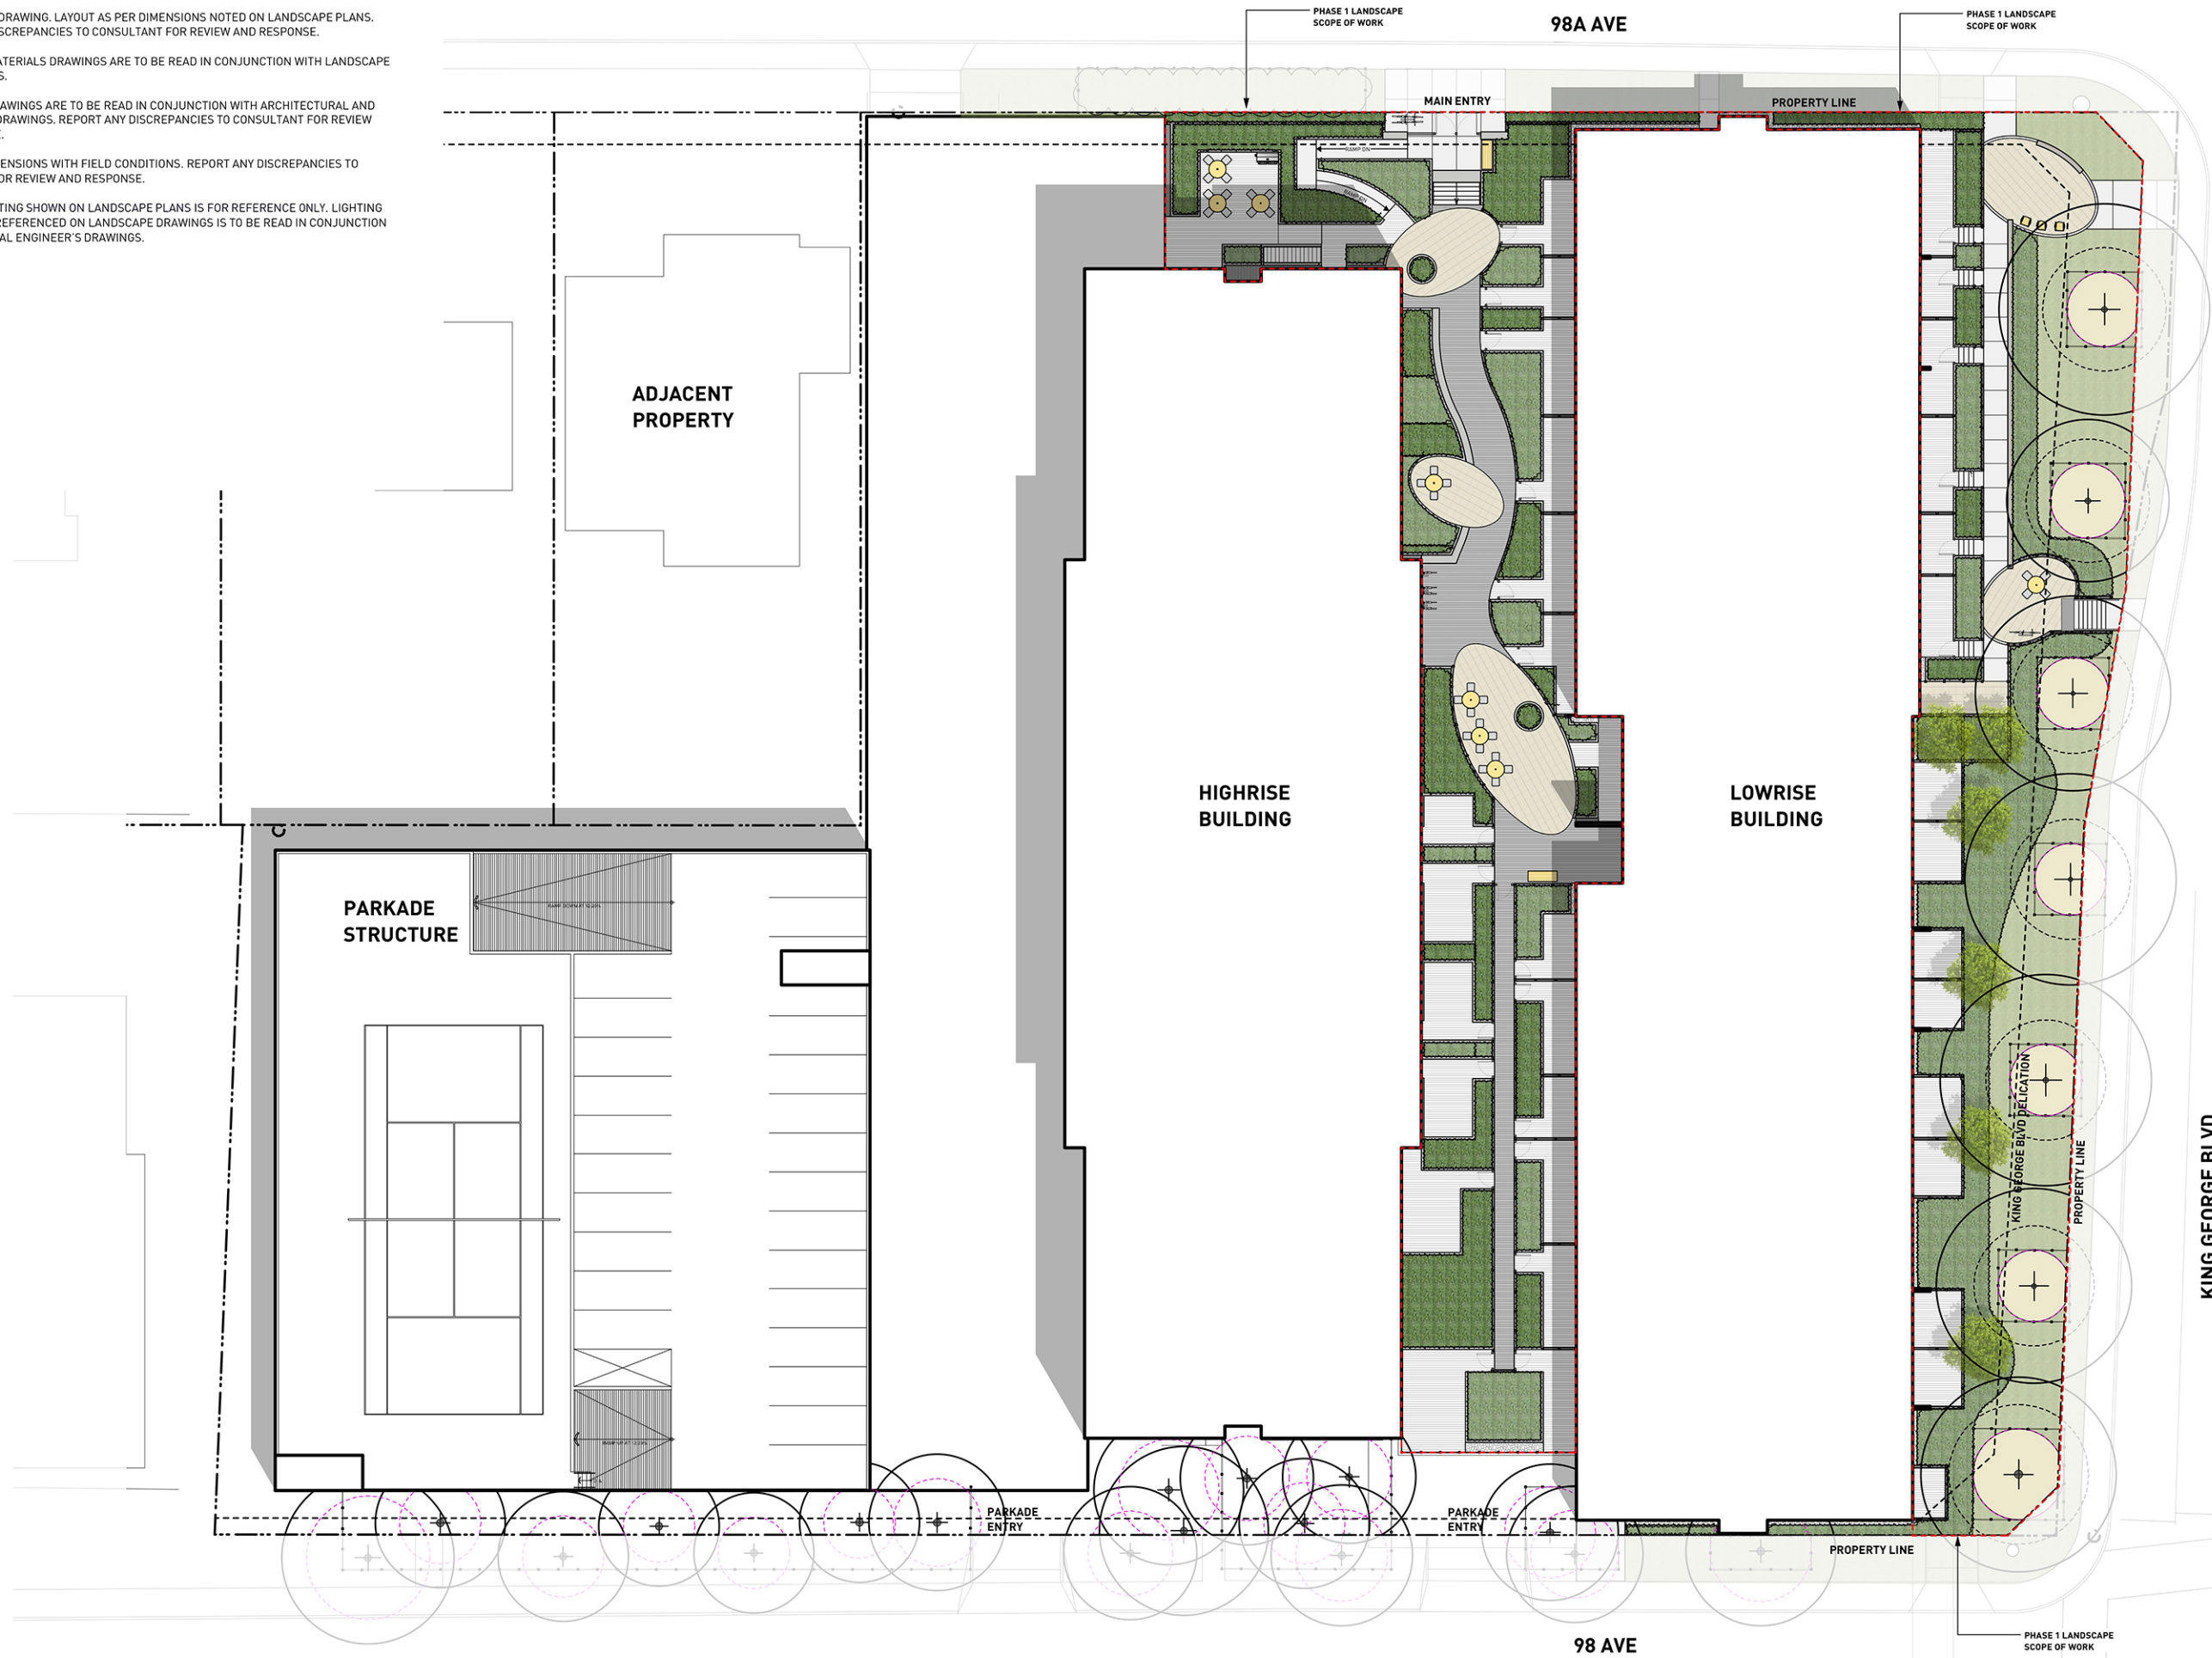 DRAWING. LAYOUT AS PER DIMENSIONS NOTED ON LANDSCAPE PLANS.
SCREPANCIES TO CONSULTANT FOR REVIEW AND RESPONSE.
ATERIALS DRAWINGS ARE TO BE READ IN CONJUNCTION WITH LANDSCAPE
S.
AWINGS ARE TO BE READ IN CONJUNCTION WITH ARCHITECTURAL AND
DRAWINGS. REPORT ANY DISCREPANCIES TO CONSULTANT FOR REVIEW
ENSIONS WITH FIELD CONDITIONS. REPORT ANY DISCREPANCIES TO
OR REVIEW AND RESPONSE.
TING SHOWN ON LANDSCAPE PLANS IS FOR REFERENCE ONLY. LIGHTING
REFERENCED ON LANDSCAPE DRAWINGS IS TO BE READ IN CONJUNCTION
AL ENGINEER'S DRAWINGS.
PHASE 1 LANDSCAPE
SCOPE OF WORK
98A AVE
PHASE 1 LANDSCAPE
SCOPE OF WORK
MAIN ENTRY
PROPERTY LINE
RAMP DN
RAMP DN
ADJACENT
PROPERTY
HIGHRISE
BUILDING
LOWRISE
BUILDING
PARKADE
STRUCTURE
KING GEORGE BLVD DELICATION
PROPERTY LINE
KING GEORGE BLVD
PARKADE
ENTRY
PARKADE
ENTRY
PROPERTY LINE
98 AVE
PHASE 1 LANDSCAPE
SCOPE OF WORK